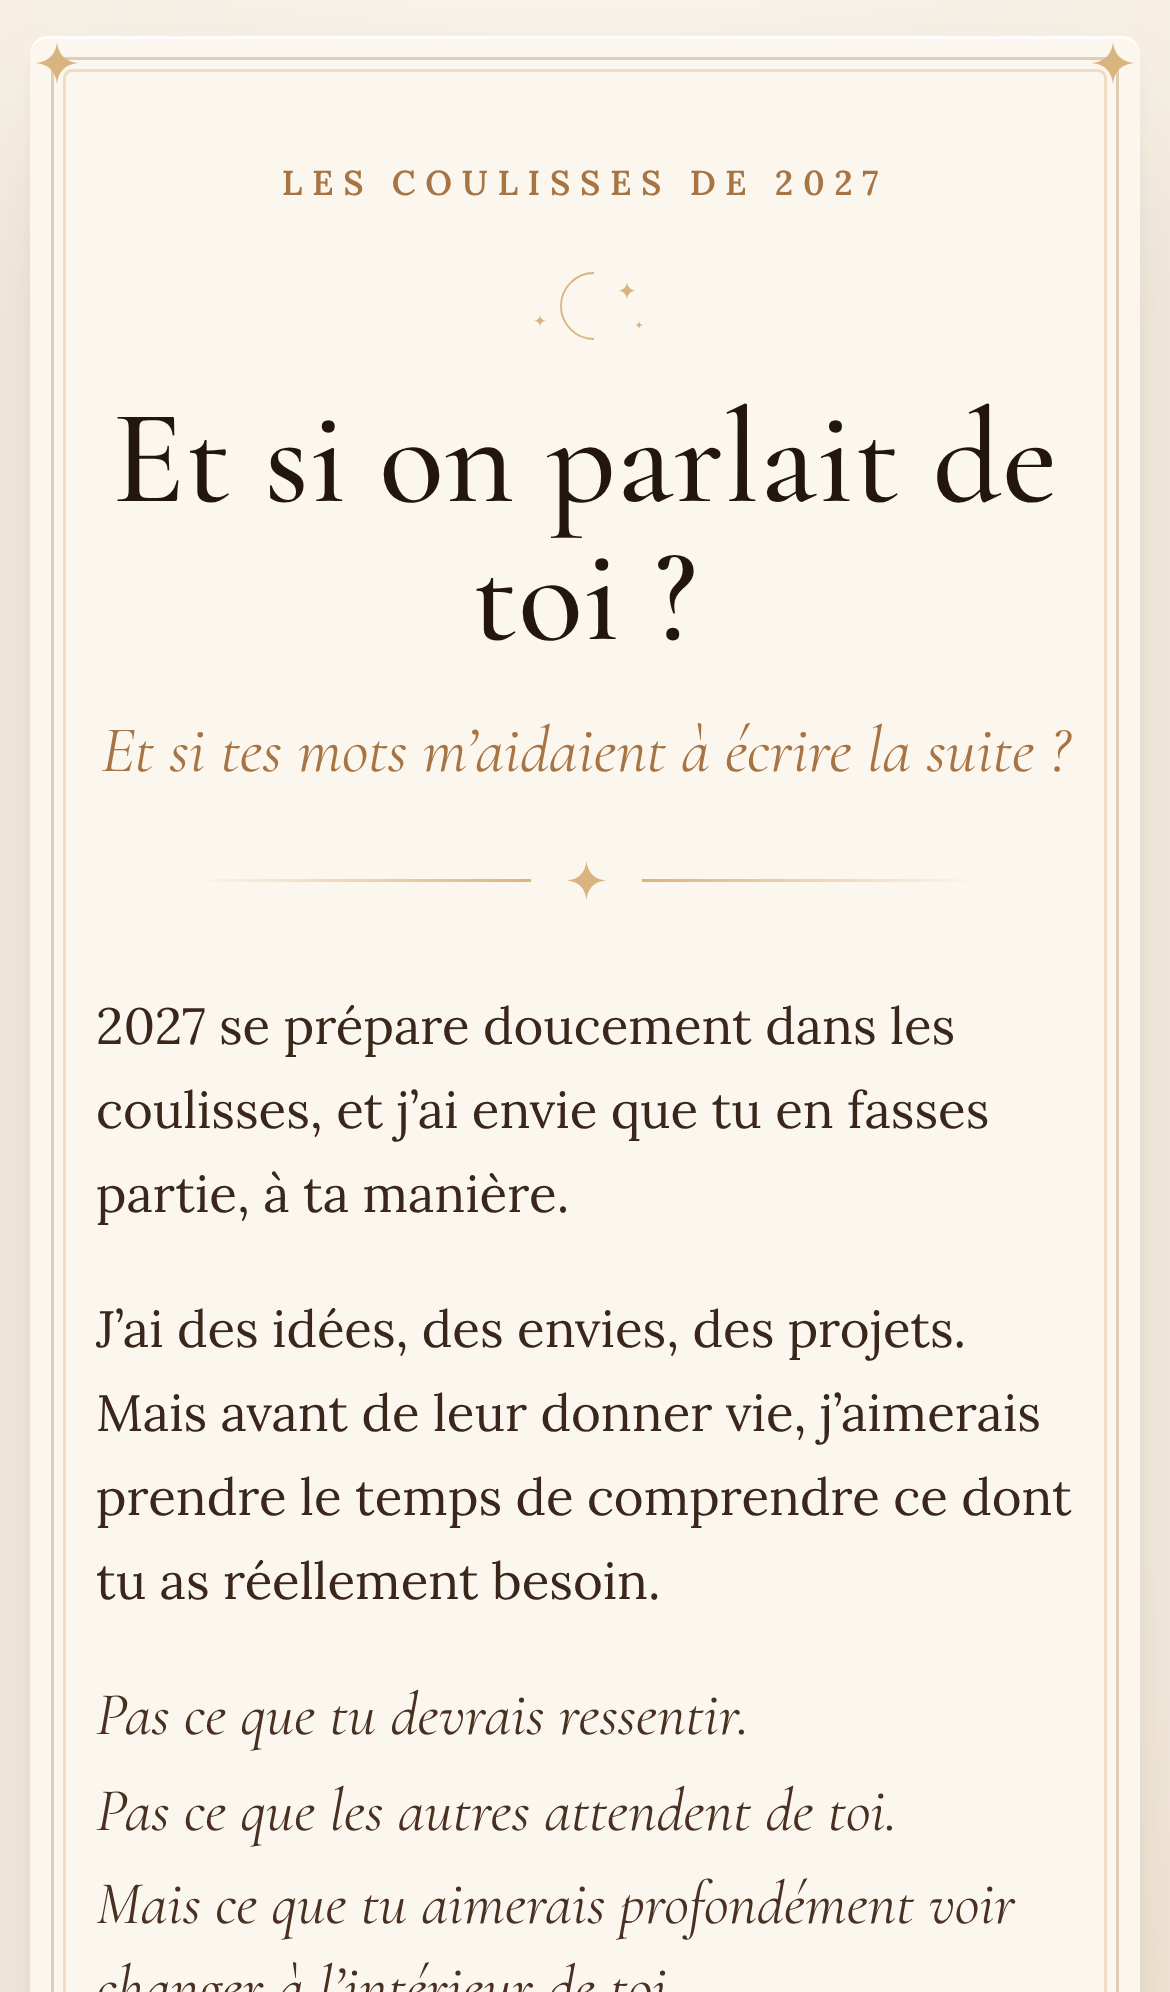 LES COULISSES DE 2027
Et si on parlait de
toi ?
Et si tes mots m’aidaient à écrire la suite ?
2027 se prépare doucement dans les
coulisses, et j’ai envie que tu en fasses
partie, à ta manière.
J’ai des idées, des envies, des projets.
Mais avant de leur donner vie, j’aimerais
prendre le temps de comprendre ce dont
tu as réellement besoin.
Pas ce que tu devrais ressentir.
Pas ce que les autres attendent de toi.
Mais ce que tu aimerais profondément voir
changer à l’intérieur de toi